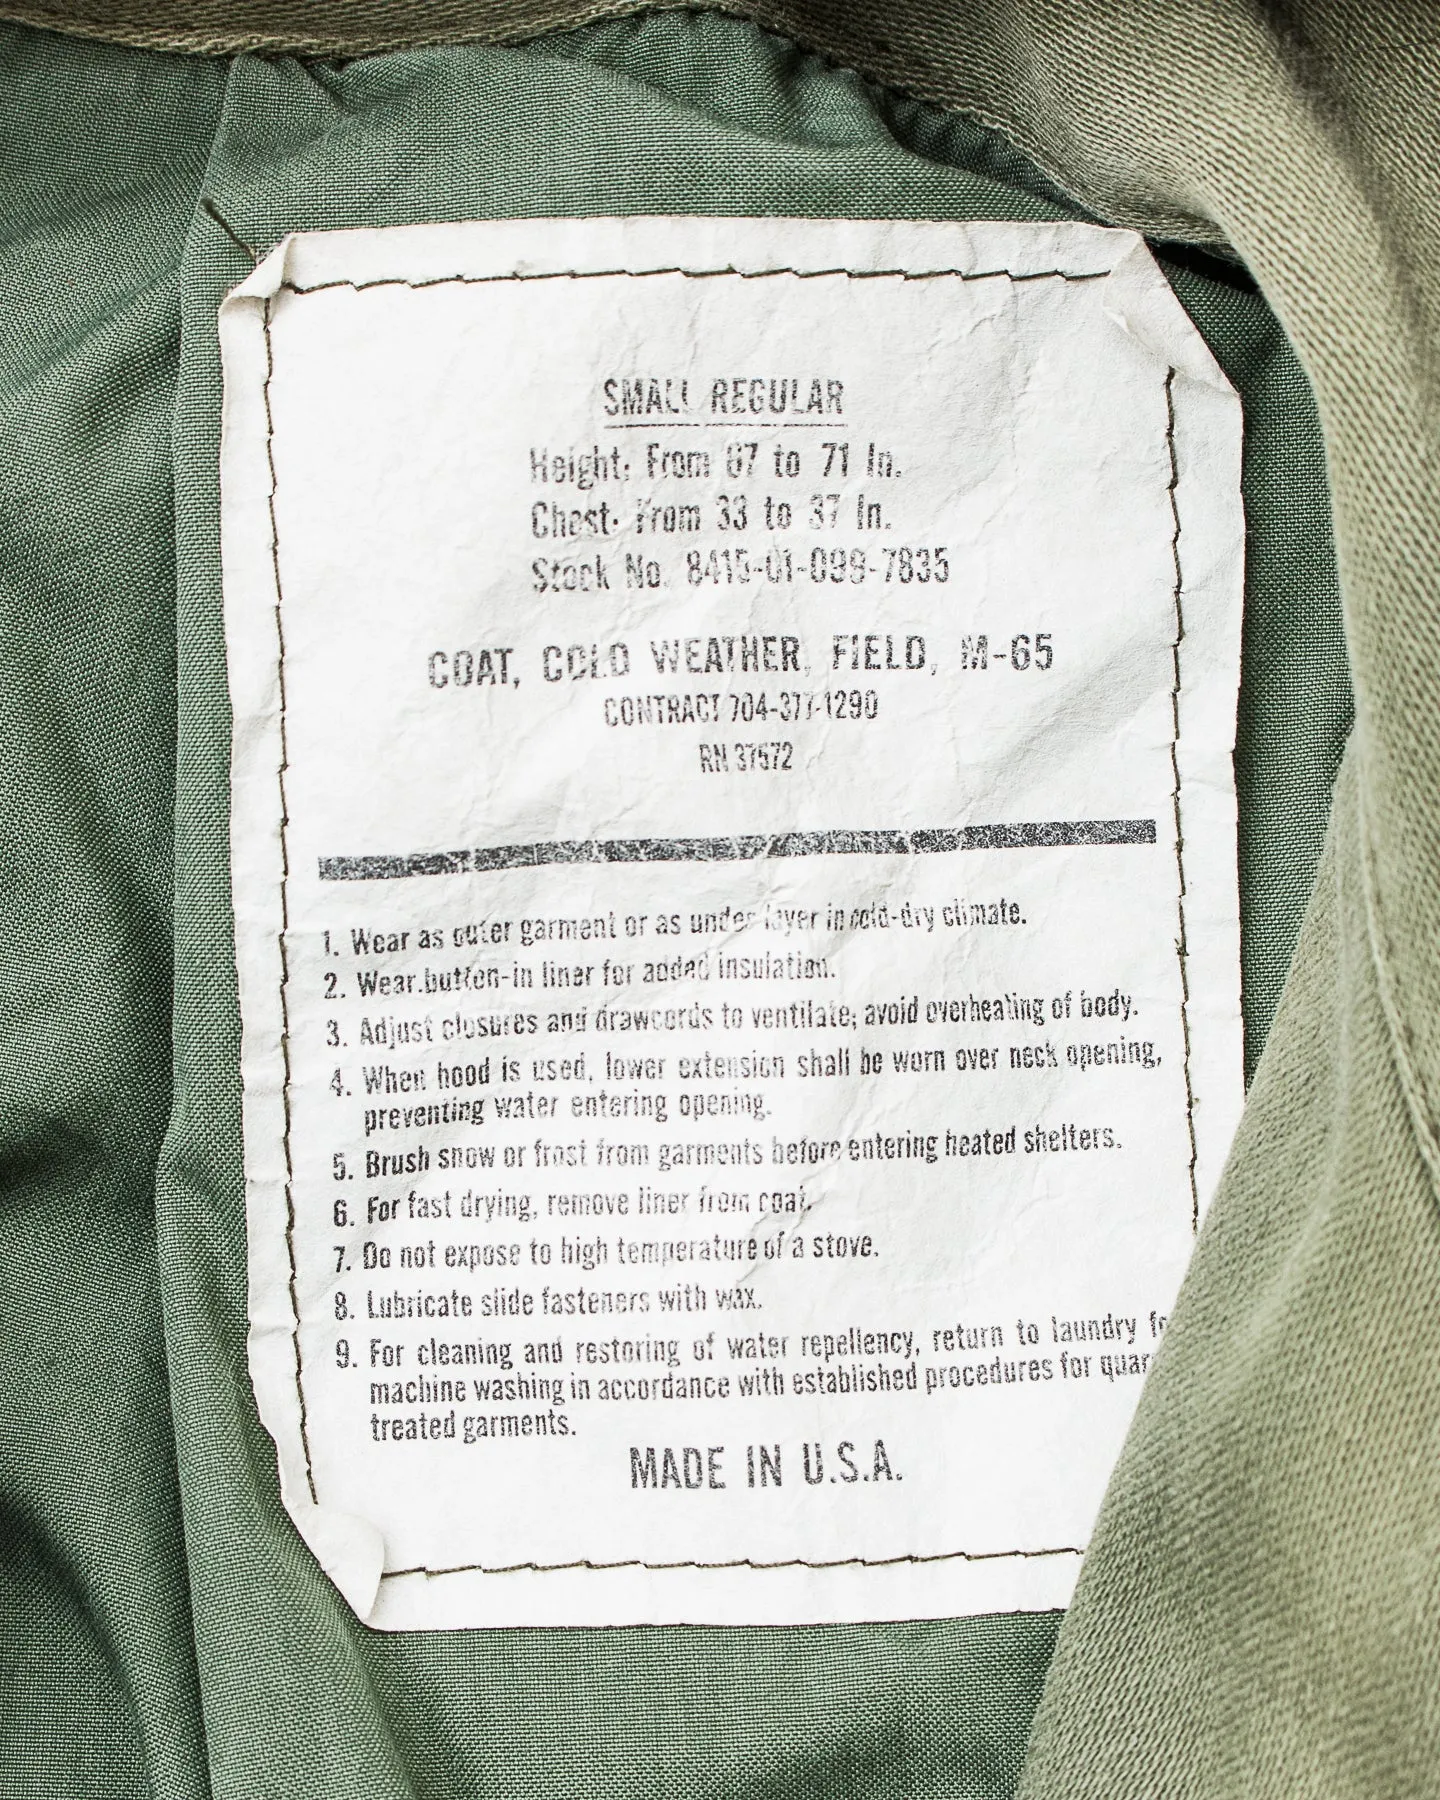 SMALL REGULAR
Height: From 67 to 71 In.
Chest: From 33 to 37 In.
Stock No. 8415-01-099-7835
COAT, COLD WEATHER, FIELD, M-65
CONTRACT 704-377-1290
RN 37572
1. Wear as outer garment or as under layer in cold-dry climate.
2. Wear button-in liner for added insulation.
3. Adjust closures and drawcords to ventilate; avoid overheating of body.
4. When hood is used, lower extension shall be worn over neck opening,
preventing water entering opening.
5. Brush snow or frost from garments before entering heated shelters.
6. For fast drying, remove liner from coat.
7. Do not expose to high temperature of a stove.
8. Lubricate slide fasteners with wax.
9. For cleaning and restoring of water repellency, return to laundry fo
machine washing in accordance with established procedures for quar
treated garments.
MADE IN U.S.A.